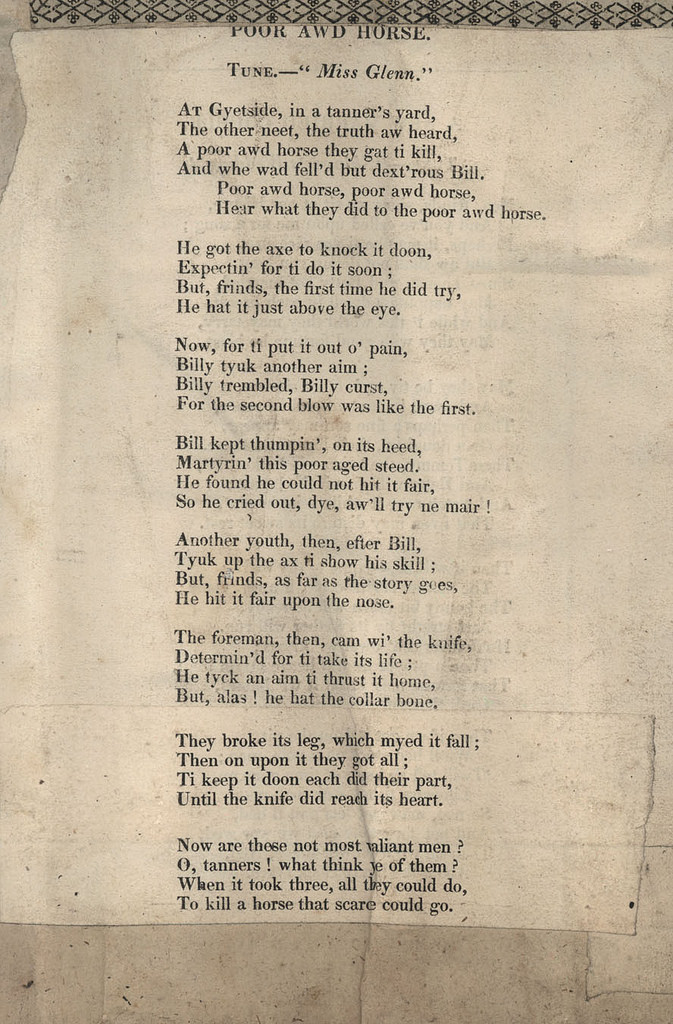 POOR AWD HORSE.
TUNE.—“ Miss Glenn.”
AT Gyetside, in a tanner's yard,
The other neet, the truth aw heard,
A poor awd horse they gat ti kill,
And whe wad fell'd but dext'rous Bill.
Poor awd horse, poor awd horse,
Hear what they did to the poor awd horse.
He got the axe to knock it doon,
Expectin' for ti do it soon ;
But, frinds, the first time he did try,
He hat it just above the eye.
Now, for ti put it out o' pain,
Billy tyuk another aim ;
Billy trembled, Billy curst,
For the second blow was like the first.
Bill kept thumpin', on its heed,
Martyrin' this poor aged steed.
He found he could not hit it fair,
So he cried out, dye, aw'll try ne mair !
Another youth, then, efter Bill,
Tyuk up the ax ti show his skill ;
But, frinds, as far as the story goes,
He hit it fair upon the nose.
The foreman, then, cam wi' the knife,
Determin'd for ti take its life ;
He tyck an aim ti thrust it home,
But, alas ! he hat the collar bone.
They broke its leg, which myed it fall ;
Then on upon it they got all ;
Ti keep it doon each did their part,
Until the knife did reach its heart.
Now are these not most valiant men ?
O, tanners ! what think ye of them ?
When it took three, all they could do,
To kill a horse that scare could go.